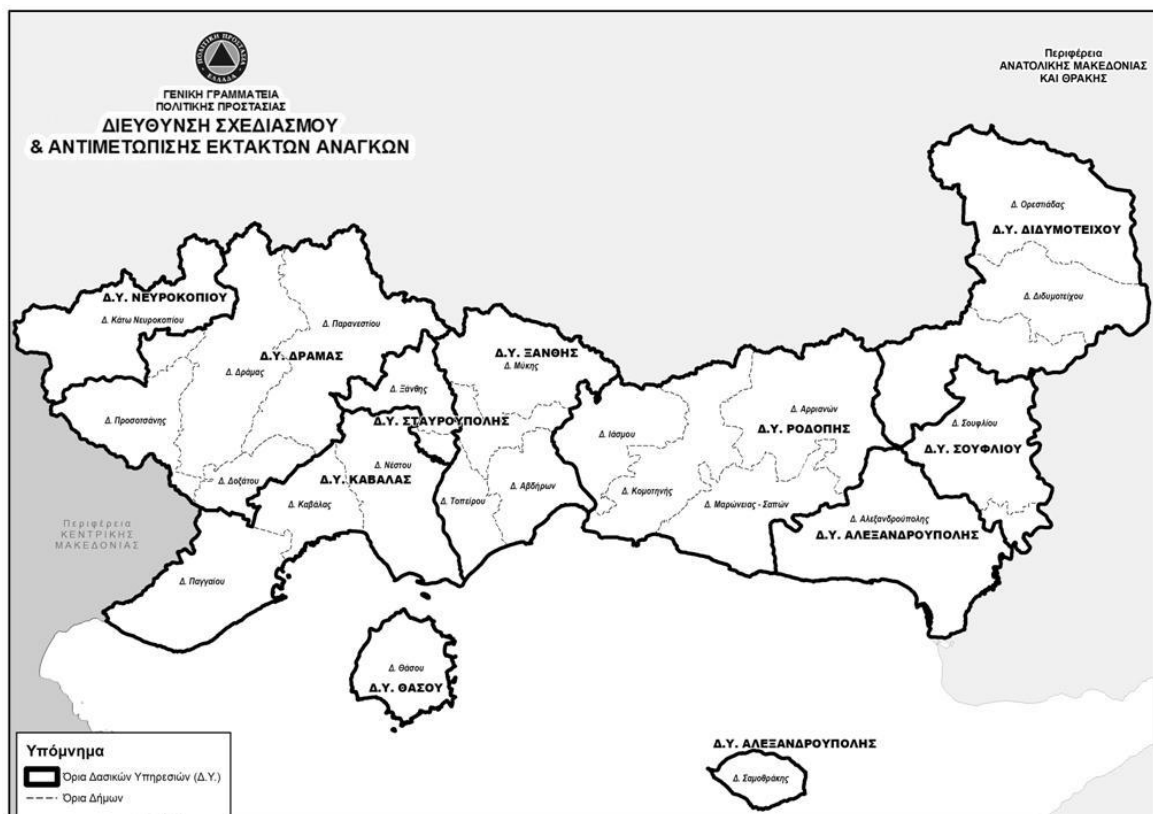 ΠΟΛΙΤΙΚΗ ΠΡΟΣΤΑΣΙΑ
ΕΛΛΑΔΑ
ΓΕΝΙΚΗ ΓΡΑΜΜΑΤΕΙΑ
ΠΟΛΙΤΙΚΗΣ ΠΡΟΣΤΑΣΙΑΣ
ΔΙΕΥΘΥΝΣΗ ΣΧΕΔΙΑΣΜΟΥ
& ΑΝΤΙΜΕΤΩΠΙΣΗΣ ΕΚΤΑΚΤΩΝ ΑΝΑΓΚΩΝ
Περιφέρεια
ΑΝΑΤΟΛΙΚΗΣ ΜΑΚΕΔΟΝΙΑΣ
ΚΑΙ ΘΡΑΚΗΣ
Δ. Ορεστιάδας
Δ.Υ. ΔΙΔΥΜΟΤΕΙΧΟΥ
Δ. Διδυμοτείχου
Δ.Υ. ΝΕΥΡΟΚΟΠΙΟΥ
Δ. Κάτω Νευροκοπίου
Δ. Παρανεστίου
Δ.Υ. ΔΡΑΜΑΣ
Δ. Δράμας
Δ.Υ. ΞΑΝΘΗΣ
Δ. Μύκης
Δ. Ξάνθης
Δ. Προσοτσάνης
Δ.Υ. ΣΤΑΥΡΟΥΠΟΛΗΣ
Δ. Ιάσμου
Δ. Αρριανών
Δ.Υ. ΡΟΔΟΠΗΣ
Δ. Σουφλίου
Δ.Υ. ΣΟΥΦΛΙΟΥ
Δ. Δοξάτου
Δ. Νέστου
Δ.Υ. ΚΑΒΑΛΑΣ
Δ. Καβάλας
Δ. Τοπείρου
Δ. Αβδήρων
Δ. Κομοτηνής
Δ. Μαρώνειας - Σαπών
Δ. Αλεξανδρούπολης
Δ.Υ. ΑΛΕΞΑΝΔΡΟΥΠΟΛΗΣ
Περιφέρεια
ΚΕΝΤΡΙΚΗΣ
ΜΑΚΕΔΟΝΙΑΣ
Δ. Παγγαίου
Δ. Θάσου
Δ.Υ. ΘΑΣΟΥ
Δ.Υ. ΑΛΕΞΑΝΔΡΟΥΠΟΛΗΣ
Δ. Σαμοθράκης
Υπόμνημα
Όρια Δασικών Υπηρεσιών (Δ.Υ.)
Όρια Δήμων